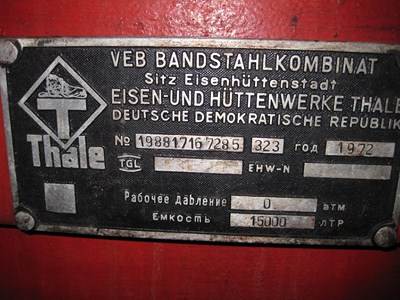 VEB BANDSTAHLKOMBINAT
Sitz Eisenhüttenstadt
EISEN-UND HÜTTENWERKE THALE
DEUTSCHE DEMOKRATISCHE REPUBLIK
T
Thale
№ 19881716 7285 323 год 1972
TGL EHW-N
Рабочее давление 0 атм
Емкость 15000 лтр